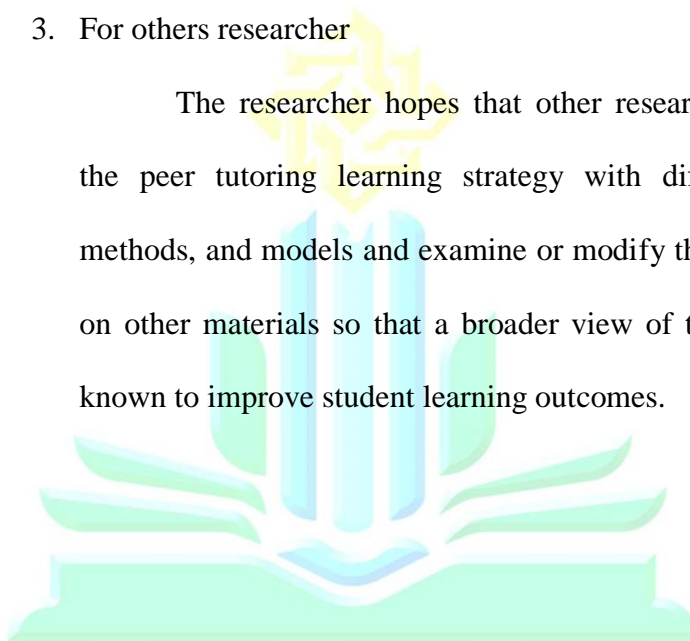 3. For others researcher
The researcher hopes that other resear
the peer tutoring learning strategy with di
methods, and models and examine or modify th
on other materials so that a broader view of t
known to improve student learning outcomes.